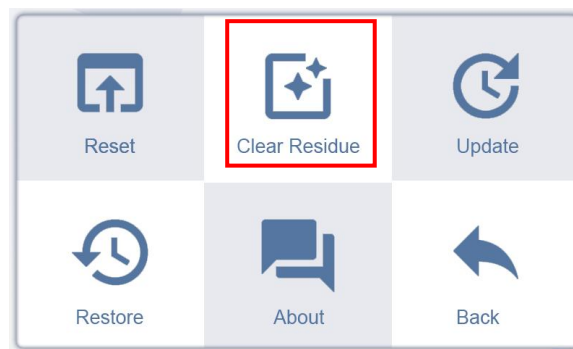 Reset
Clear Residue
Update
Restore
About
Back